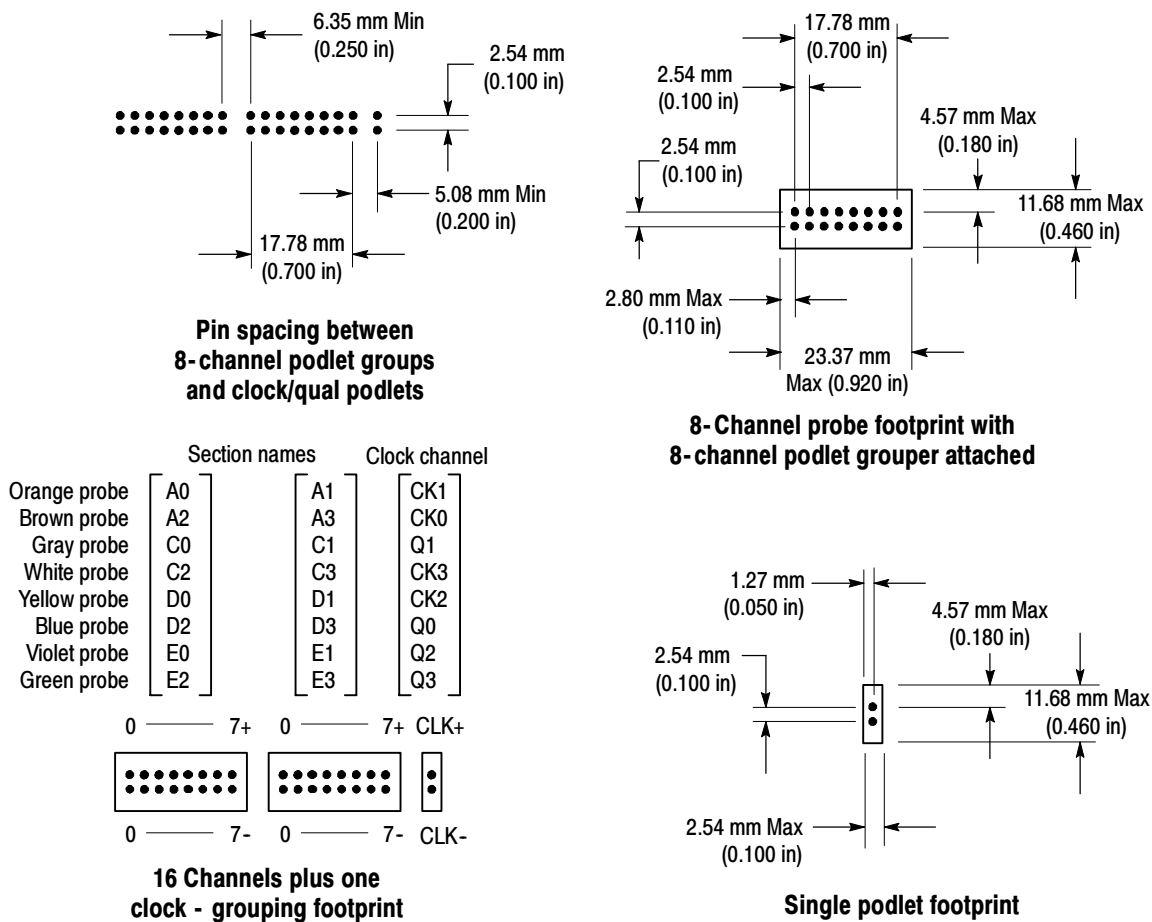 6.35 mm Min
(0.250 in)
2.54 mm
(0.100 in)
5.08 mm Min
(0.200 in)
17.78 mm
(0.700 in)
Pin spacing between
8-channel podlet groups
and clock/qual podlets
17.78 mm
(0.700 in)
2.54 mm
(0.100 in)
4.57 mm Max
(0.180 in)
2.54 mm
(0.100 in)
11.68 mm Max
(0.460 in)
2.80 mm Max
(0.110 in)
23.37 mm
Max (0.920 in)
8-Channel probe footprint with
8-channel podlet grouper attached
Section names Clock channel
Orange probe A0 A1 CK1
Brown probe A2 A3 CK0
Gray probe C0 C1 Q1
White probe C2 C3 CK3
Yellow probe D0 D1 CK2
Blue probe D2 D3 Q0
Violet probe E0 E1 Q2
Green probe E2 E3 Q3
0 7+ 0 7+ CLK+
0 7- 0 7- CLK-
16 Channels plus one
clock - grouping footprint
1.27 mm
(0.050 in)
4.57 mm Max
(0.180 in)
2.54 mm
(0.100 in)
11.68 mm Max
(0.460 in)
2.54 mm Max
(0.100 in)
Single podlet footprint